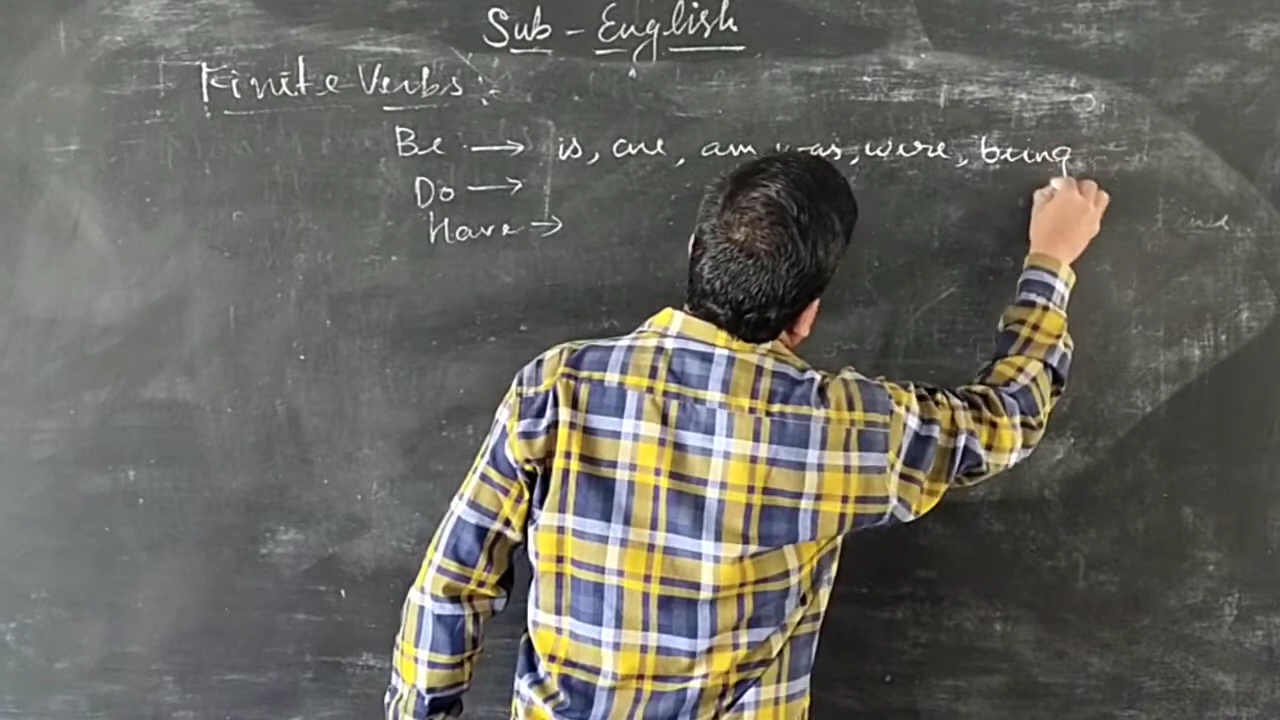 Sub - English
Finite Verbs :-
Be → is, are, am, was, were, being
Do →
Have →